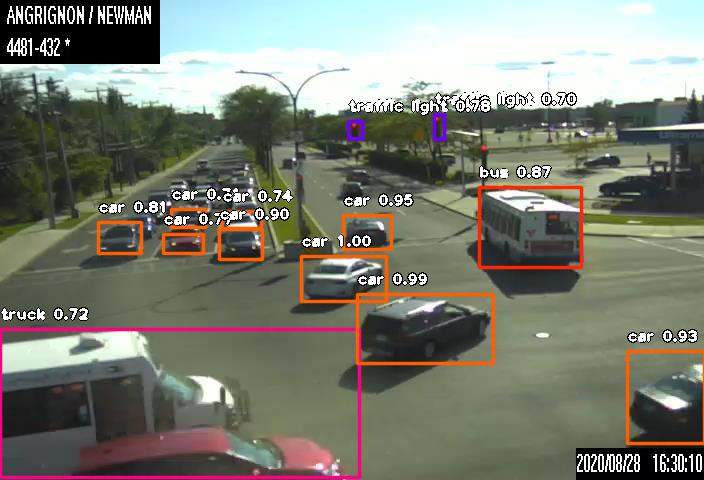 ANGRIGNON / NEWMAN
4481-432 *
traffic light 0.78
traffic light 0.70
bus 0.87
car 0.74
car 0.81
car 0.95
car 0.90
car 1.00
car 0.99
truck 0.72
car 0.93
2020/08/28 16:30:10